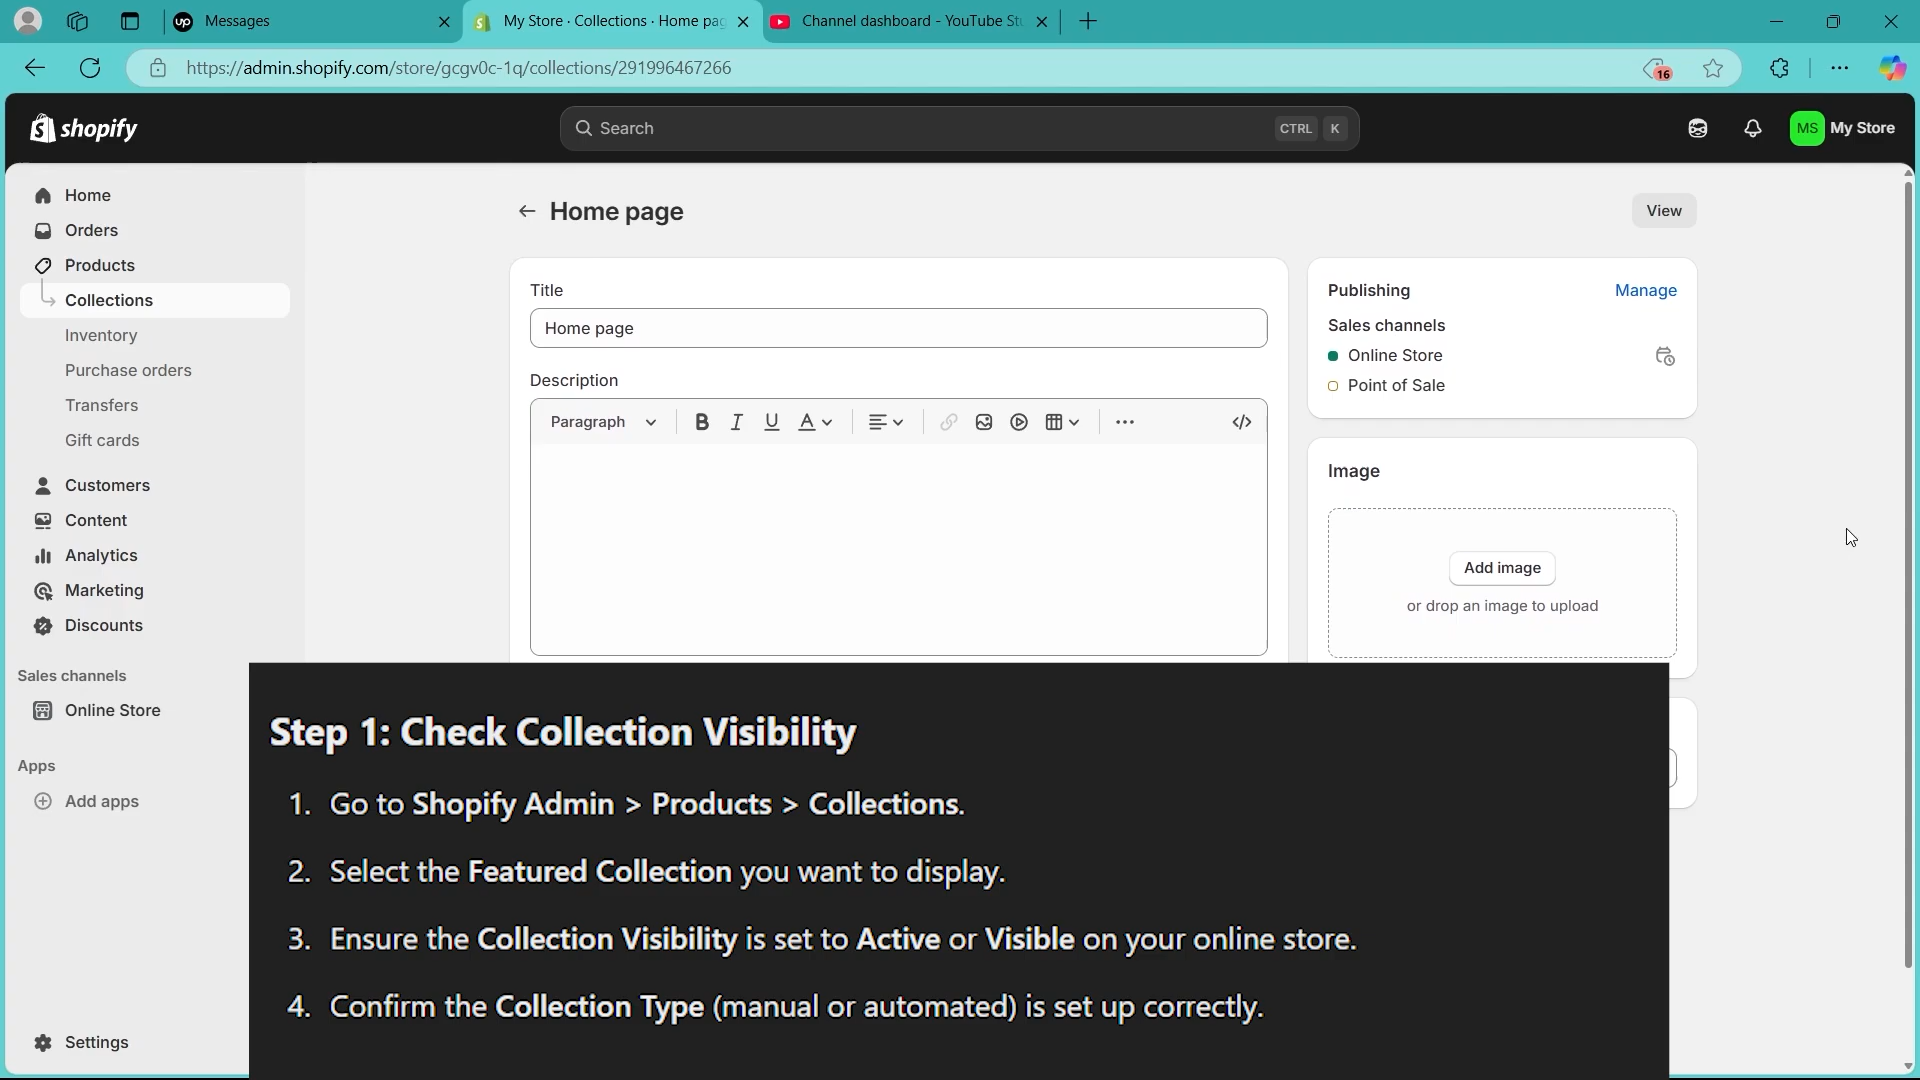 Messages
My Store · Collections · Home pag
Channel dashboard - YouTube Stu
https://admin.shopify.com/store/gcgv0c-1q/collections/291996467266
16
shopify
Search
CTRL K
MS My Store
Home
Orders
Products
Collections
Inventory
Purchase orders
Transfers
Gift cards
Customers
Content
Analytics
Marketing
Discounts
Sales channels
Online Store
Apps
Add apps
Settings
Home page
View
Title
Home page
Description
Paragraph
Publishing
Manage
Sales channels
Online Store
Point of Sale
Image
Add image
or drop an image to upload
Step 1: Check Collection Visibility
1. Go to Shopify Admin > Products > Collections.
2. Select the Featured Collection you want to display.
3. Ensure the Collection Visibility is set to Active or Visible on your online store.
4. Confirm the Collection Type (manual or automated) is set up correctly.